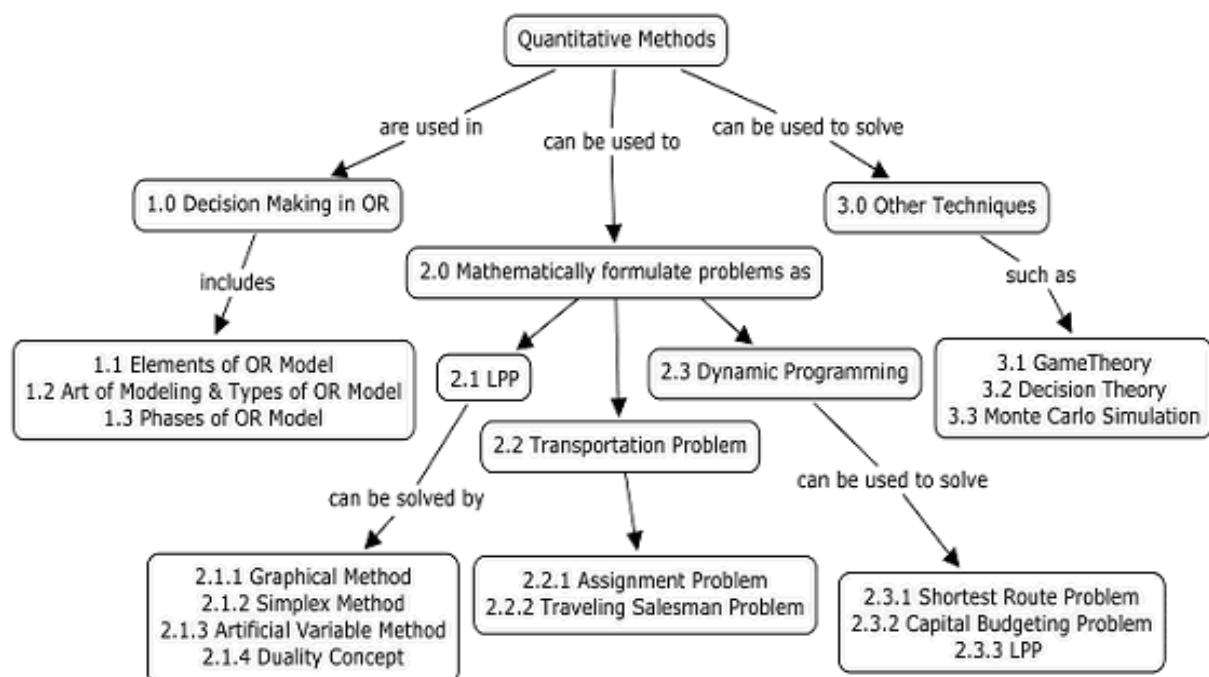 Quantitative Methods
are used in
can be used to
can be used to solve
1.0 Decision Making in OR
2.0 Mathematically formulate problems as
3.0 Other Techniques
includes
such as
1.1 Elements of OR Model
1.2 Art of Modeling & Types of OR Model
1.3 Phases of OR Model
2.1 LPP
2.2 Transportation Problem
2.3 Dynamic Programming
3.1 GameTheory
3.2 Decision Theory
3.3 Monte Carlo Simulation
can be solved by
can be used to solve
2.1.1 Graphical Method
2.1.2 Simplex Method
2.1.3 Artificial Variable Method
2.1.4 Duality Concept
2.2.1 Assignment Problem
2.2.2 Traveling Salesman Problem
2.3.1 Shortest Route Problem
2.3.2 Capital Budgeting Problem
2.3.3 LPP